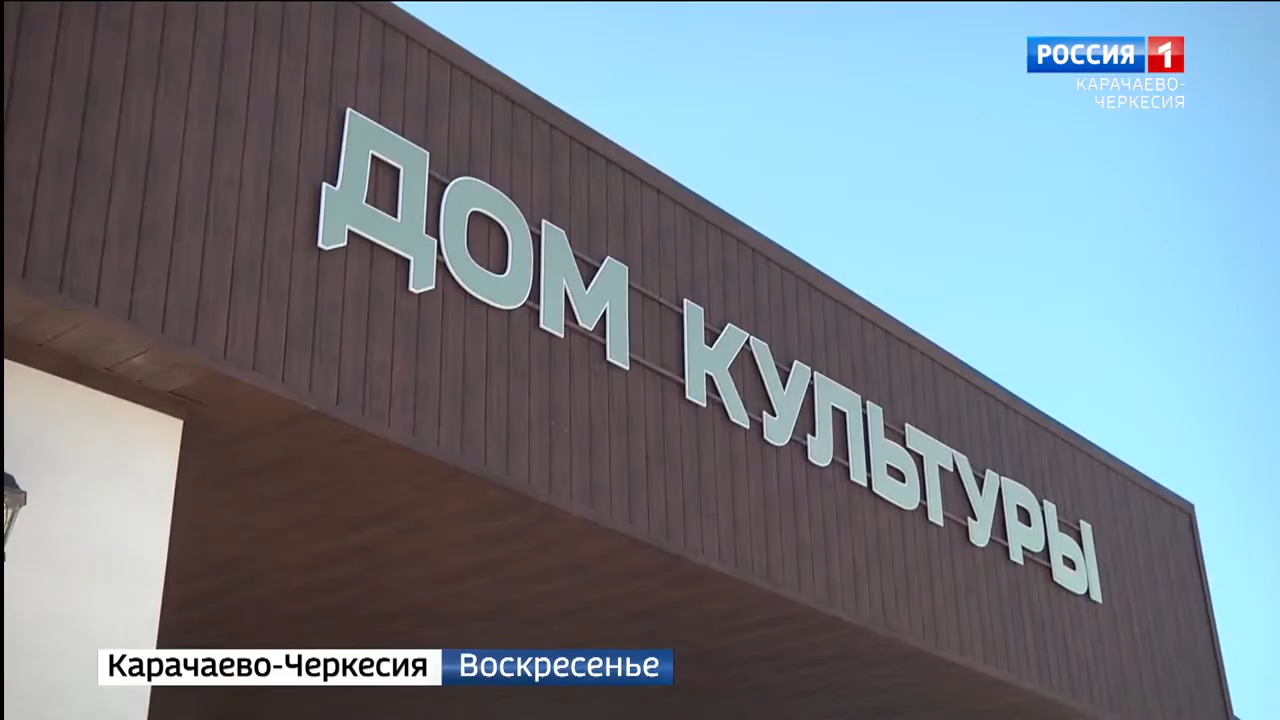 РОССИЯ 1
КАРАЧАЕВО-
ЧЕРКЕСИЯ
ДОМ КУЛЬТУРЫ
Карачаево-Черкесия Воскресенье